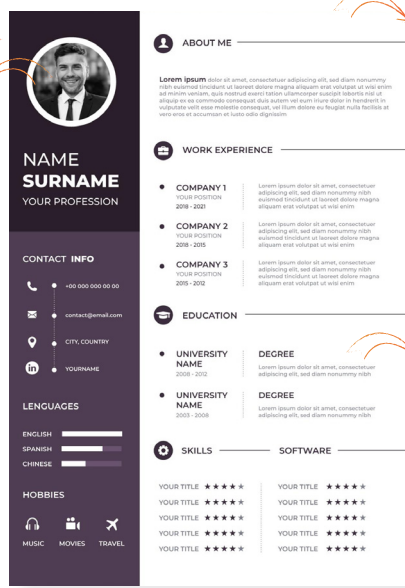 NAME
SURNAME
YOUR PROFESSION
CONTACT INFO
+00 000 000 00 00
contact@email.com
CITY, COUNTRY
in
YOURNAME
LENGUAGES
ENGLISH
SPANISH
CHINESE
HOBBIES
MUSIC MOVIES TRAVEL
ABOUT ME
Lorem ipsum dolor sit amet, consectetuer adipiscing elit, sed diam nonummy
nibh euismod tincidunt ut laoreet dolore magna aliquam erat volutpat ut wisi enim
ad minim veniam, quis nostrud exerci tation ullamcorper suscipit lobortis nisl ut
aliquip ex ea commodo consequat duis autem vel eum iriure dolor in hendrerit in
vulputate velit esse molestie consequat, vel illum dolore eu feugiat nulla facilisis at
vero eros et accumsan et iusto odio dignissim
WORK EXPERIENCE
COMPANY 1
YOUR POSITION
2018 - 2021
Lorem ipsum dolor sit amet, consectetuer
adipiscing elit, sed diam nonummy nibh
euismod tincidunt ut laoreet dolore magna
aliquam erat volutpat ut wisi enim
COMPANY 2
YOUR POSITION
2018 - 2015
Lorem ipsum dolor sit amet, consectetuer
adipiscing elit, sed diam nonummy nibh
euismod tincidunt ut laoreet dolore magna
aliquam erat volutpat ut wisi enim
COMPANY 3
YOUR POSITION
2015 - 2012
Lorem ipsum dolor sit amet, consectetuer
adipiscing elit, sed diam nonummy nibh
euismod tincidunt ut laoreet dolore magna
aliquam erat volutpat ut wisi enim
EDUCATION
UNIVERSITY
NAME
2008 - 2012
DEGREE
Lorem ipsum dolor sit amet, consectetuer
adipiscing elit, sed diam nonummy nibh
UNIVERSITY
NAME
2003 - 2008
DEGREE
Lorem ipsum dolor sit amet, consectetuer
adipiscing elit, sed diam nonummy nibh
SKILLS
YOUR TITLE ★★★★★
YOUR TITLE ★★★★★
YOUR TITLE ★★★★★
YOUR TITLE ★★★★★
YOUR TITLE ★★★★★
SOFTWARE
YOUR TITLE ★★★★★
YOUR TITLE ★★★★★
YOUR TITLE ★★★★★
YOUR TITLE ★★★★★
YOUR TITLE ★★★★★